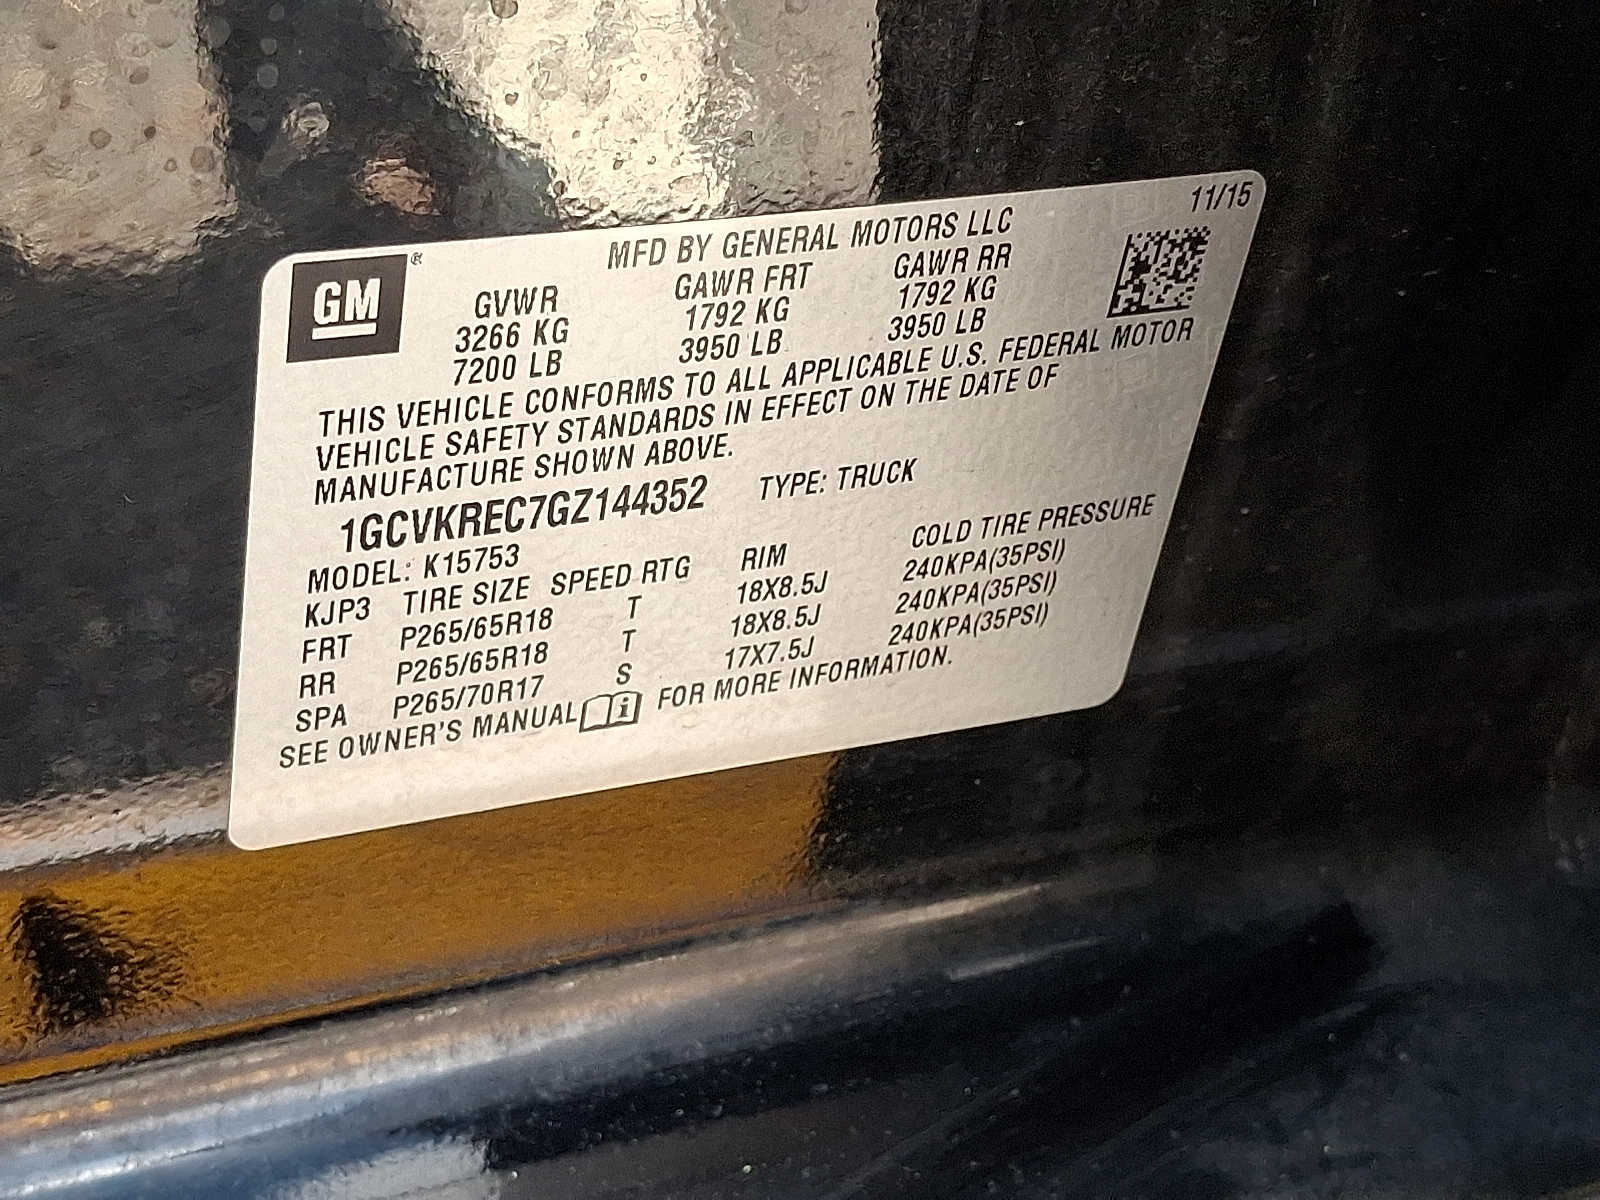 11/15
MFD BY GENERAL MOTORS LLC
GM ®
GVWR GAWR FRT GAWR RR
3266 KG 1792 KG 1792 KG
7200 LB 3950 LB 3950 LB
THIS VEHICLE CONFORMS TO ALL APPLICABLE U.S. FEDERAL MOTOR
VEHICLE SAFETY STANDARDS IN EFFECT ON THE DATE OF
MANUFACTURE SHOWN ABOVE.
1GCVKREC7GZ144352 TYPE: TRUCK
MODEL: K15753
KJP3 TIRE SIZE SPEED RTG RIM COLD TIRE PRESSURE
FRT P265/65R18 T 18X8.5J 240KPA(35PSI)
RR P265/65R18 T 18X8.5J 240KPA(35PSI)
SPA P265/70R17 S 17X7.5J 240KPA(35PSI)
SEE OWNER'S MANUAL i FOR MORE INFORMATION.